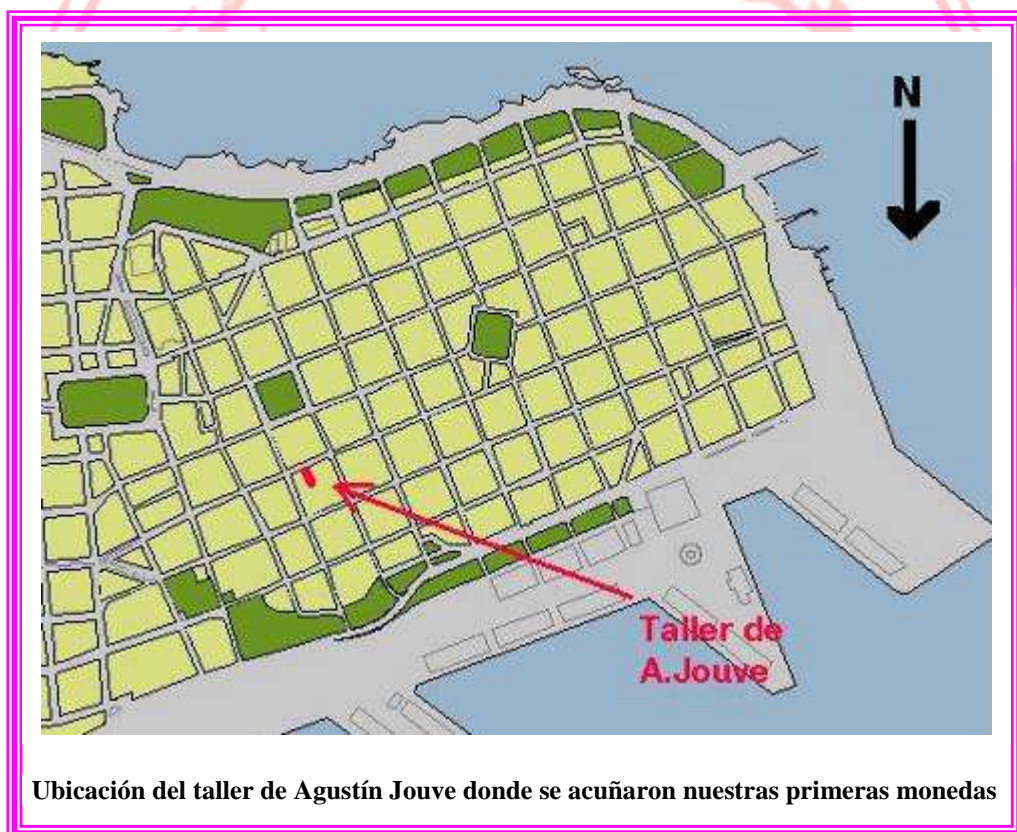 N
Taller de
A.Jouve
Ubicación del taller de Agustín Jouve donde se acuñaron nuestras primeras monedas